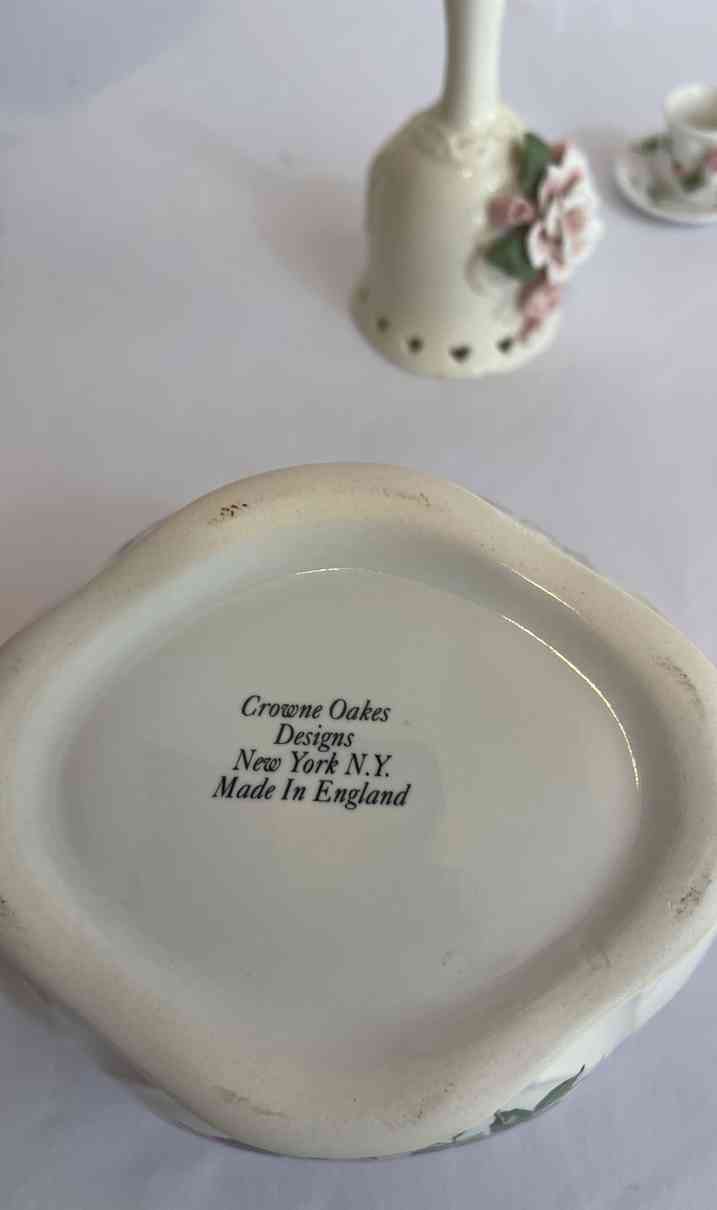 Crowne Oakes
Designs
New York N.Y.
Made In England